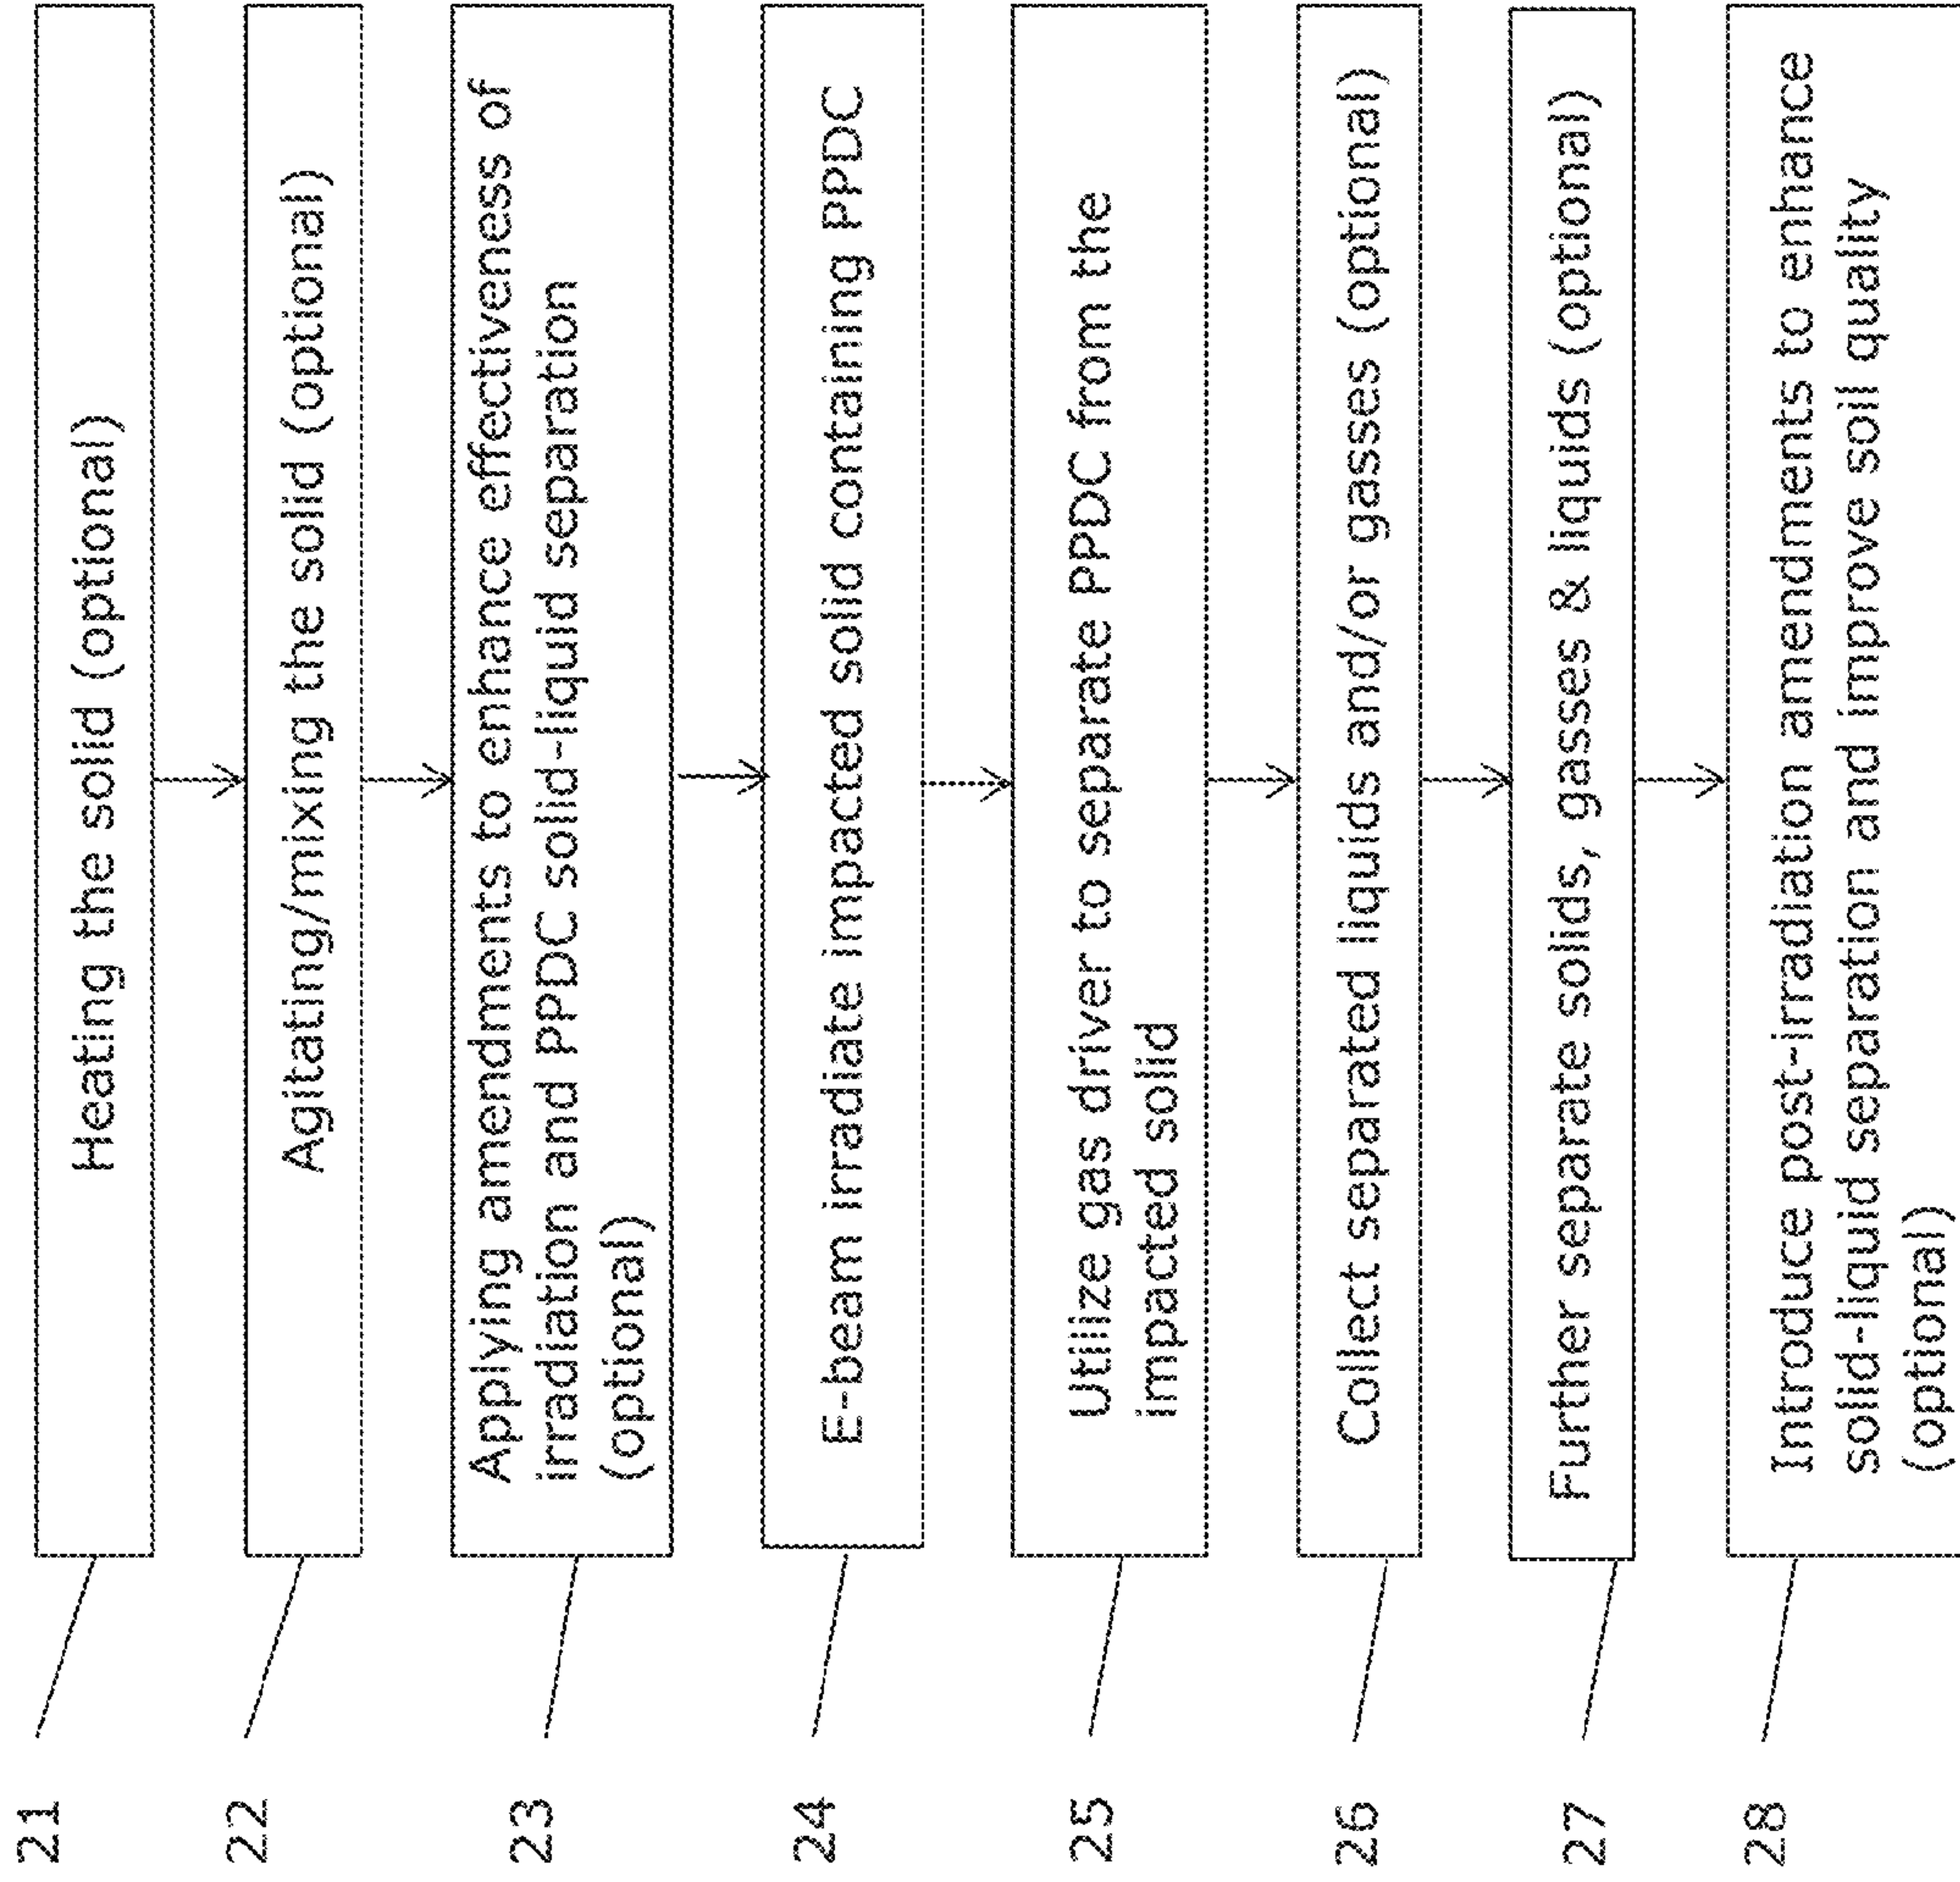 21
Heating the solid (optional)
22
Agitating/mixing the solid (optional)
23
Applying amendments to enhance effectiveness of
irradiation and PPDC solid-liquid separation
(optional)
24
E-beam irradiate impacted solid containing PPDC
25
Utilize gas driver to separate PPDC from the
impacted solid
26
Collect separated liquids and/or gasses (optional)
27
Further separate solids, gasses & liquids (optional)
28
Introduce post-irradiation amendments to enhance
solid-liquid separation and improve soil quality
(optional)